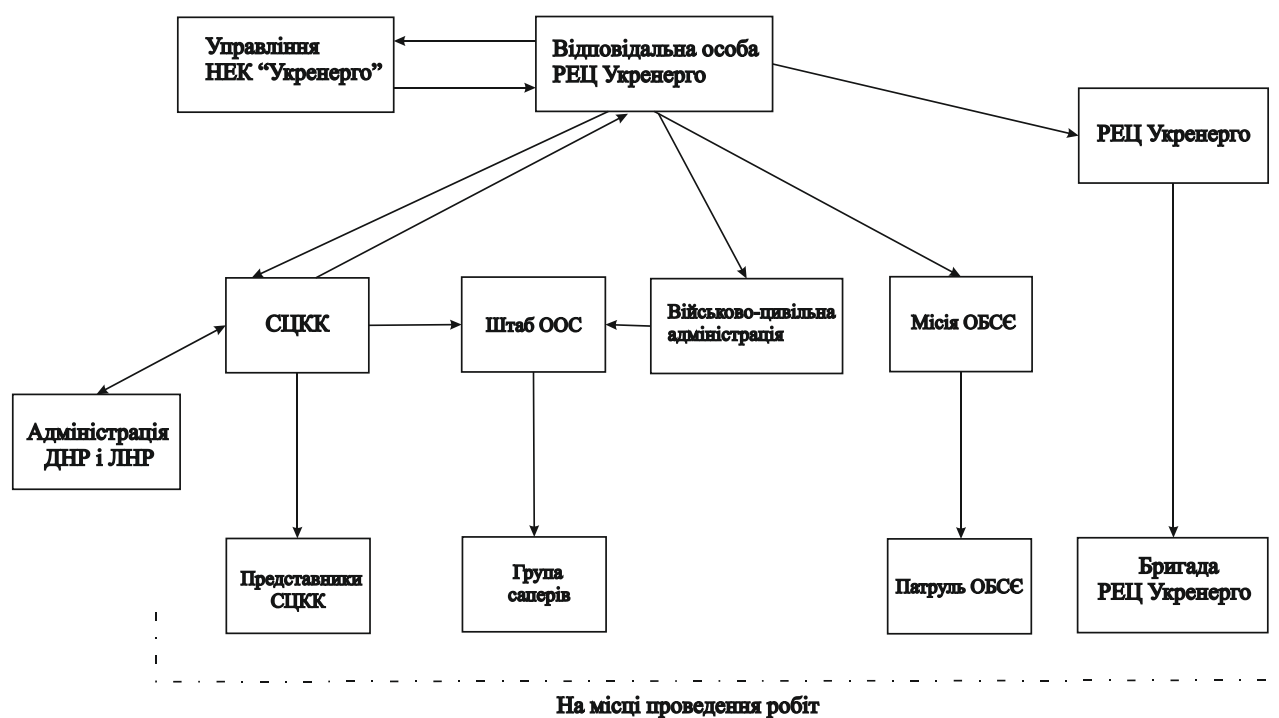 Управління
НЕК “Укренерго”
Відповідальна особа
РЕЦ Укренерго
РЕЦ Укренерго
СЦКК
Штаб ООС
Військово-цивільна
адміністрація
Місія ОБСЄ
Адміністрація
ДНР і ЛНР
Представники
СЦКК
Група
саперів
Патруль ОБСЄ
Бригада
РЕЦ Укренерго
На місці проведення робіт